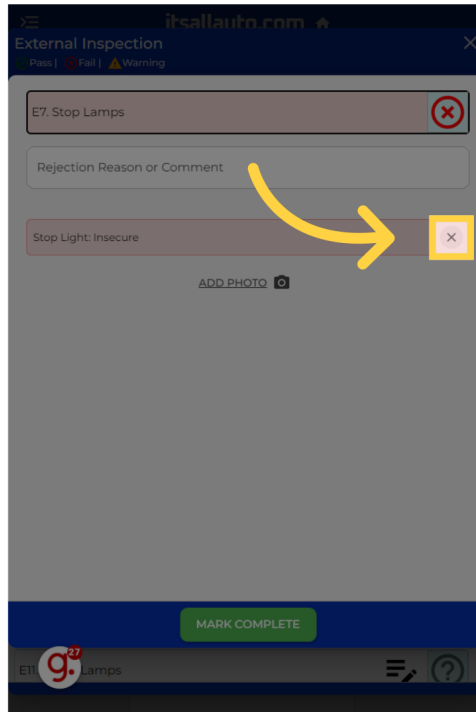 itsallauto.com
External Inspection
Pass | Fail | Warning
E7. Stop Lamps
Rejection Reason or Comment
Stop Light: Insecure
ADD PHOTO
MARK COMPLETE
E11. Lamps
g. 27